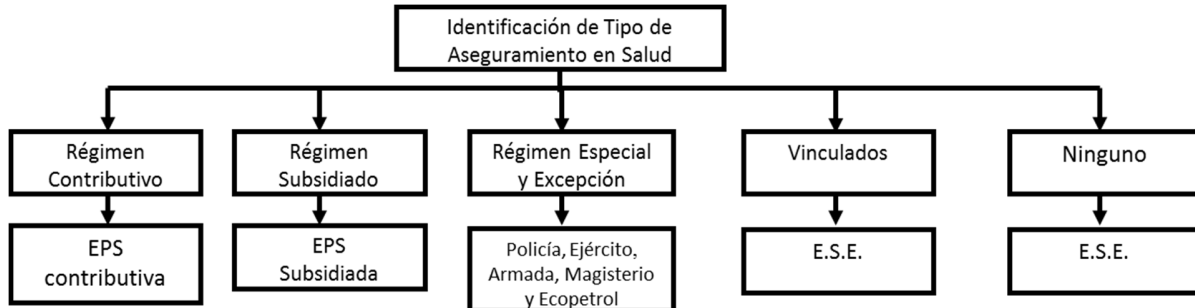 Identificación de Tipo de
Aseguramiento en Salud
Régimen
Contributivo
Régimen
Subsidiado
Régimen Especial
y Excepción
Vinculados
Ninguno
EPS
contributiva
EPS
Subsidiada
Policía, Ejército,
Armada, Magisterio
y Ecopetrol
E.S.E.
E.S.E.